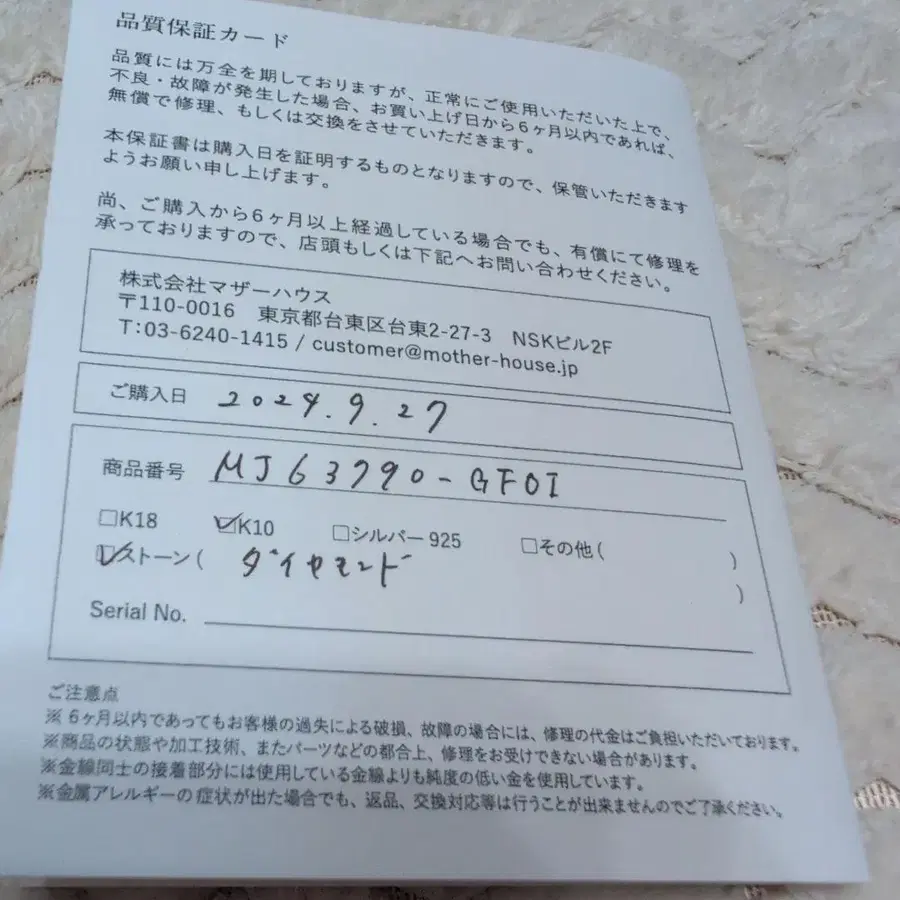 品質保証カード
品質には万全を期しておりますが、正常にご使用いただいた上で、
不良・故障が発生した場合、お買い上げ日から6ヶ月以内であれば、
無償で修理、もしくは交換をさせていただきます。
本保証書は購入日を証明するものとなりますので、保管いただきます
ようお願い申し上げます。
尚、ご購入から6ヶ月以上経過している場合でも、有償にて修理を
承っておりますので、店頭もしくは下記へお問い合わせください。
株式会社マザーハウス
〒110-0016 東京都台東区台東2-27-3 NSKビル2F
T:03-6240-1415 / customer@mother-house.jp
ご購入日 2024.9.27
商品番号 MJ63790-GF0I
□K18 ☑K10 □シルバー925 □その他( )
☑ストーン( ダイヤモンド )
Serial No.
ご注意点
※6ヶ月以内であってもお客様の過失による破損、故障の場合には、修理の代金はご負担いただいております。
※商品の状態や加工技術、またパーツなどの都合上、修理をお受けできない場合があります。
※金線同士の接着部分には使用している金線よりも純度の低い金を使用しています。
※金属アレルギーの症状が出た場合でも、返品、交換対応等は行うことが出来ませんのでご了承ください。